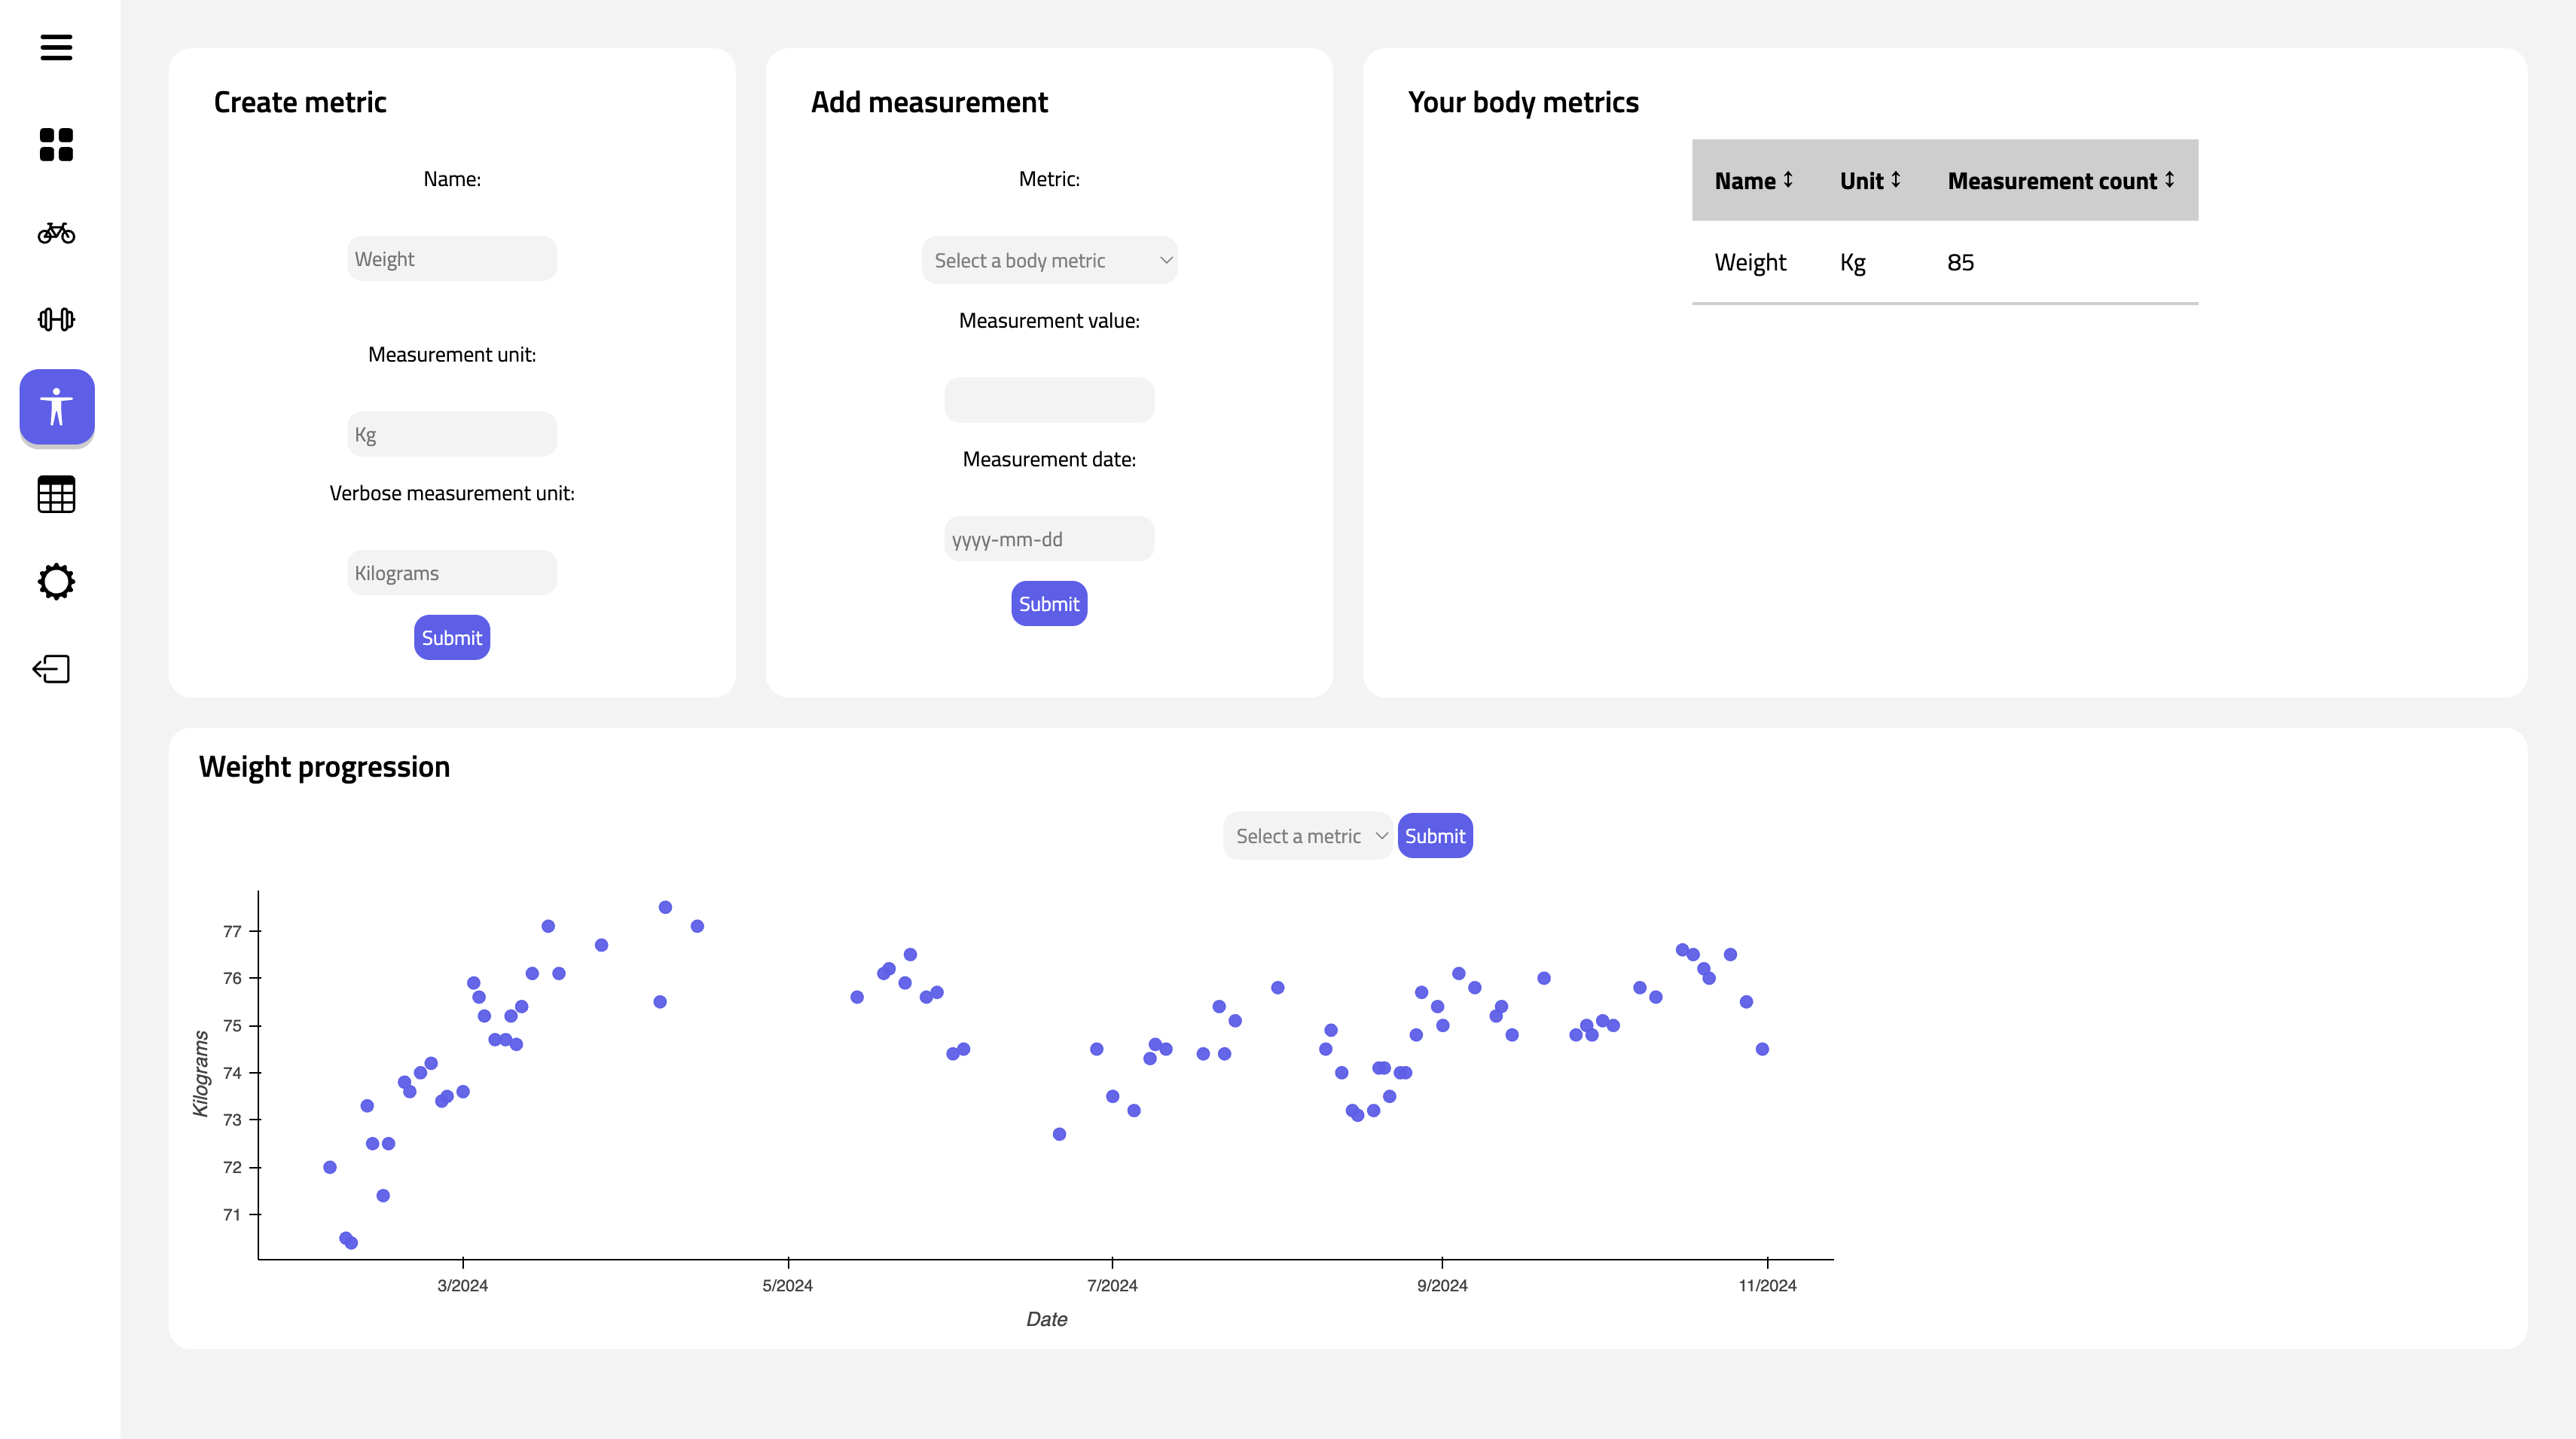 Create metric
Name:
Weight
Measurement unit:
Kg
Verbose measurement unit:
Kilograms
Submit
Add measurement
Metric:
Select a body metric
Measurement value:
Measurement date:
yyyy-mm-dd
Submit
Your body metrics
Name Unit Measurement count
Weight Kg 85
Weight progression
Select a metric Submit
77
76
75
74
73
72
71
Kilograms
3/2024 5/2024 7/2024 9/2024 11/2024
Date